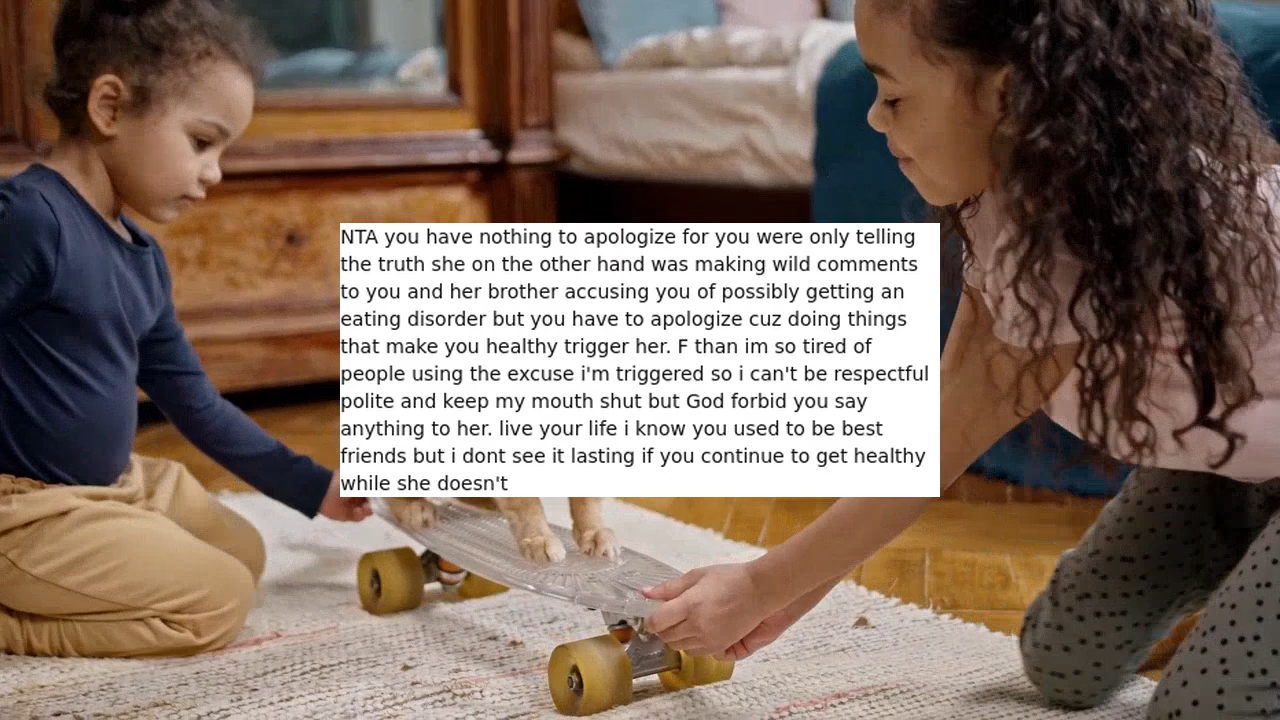 NTA you have nothing to apologize for you were only telling
the truth she on the other hand was making wild comments
to you and her brother accusing you of possibly getting an
eating disorder but you have to apologize cuz doing things
that make you healthy trigger her. F than im so tired of
people using the excuse i'm triggered so i can't be respectful
polite and keep my mouth shut but God forbid you say
anything to her. live your life i know you used to be best
friends but i dont see it lasting if you continue to get healthy
while she doesn't